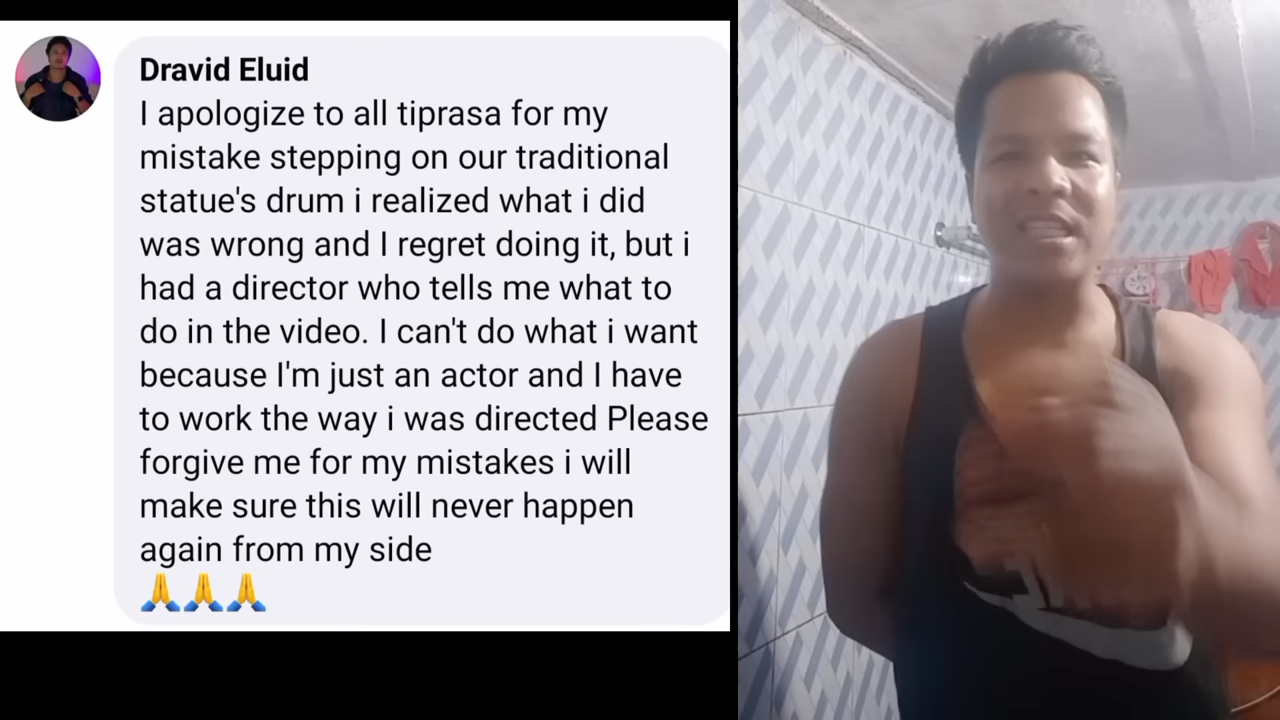 Dravid Eluid
I apologize to all tiprasa for my
mistake stepping on our traditional
statue's drum i realized what i did
was wrong and I regret doing it, but i
had a director who tells me what to
do in the video. I can't do what i want
because I'm just an actor and I have
to work the way i was directed Please
forgive me for my mistakes i will
make sure this will never happen
again from my side
🙏🙏🙏